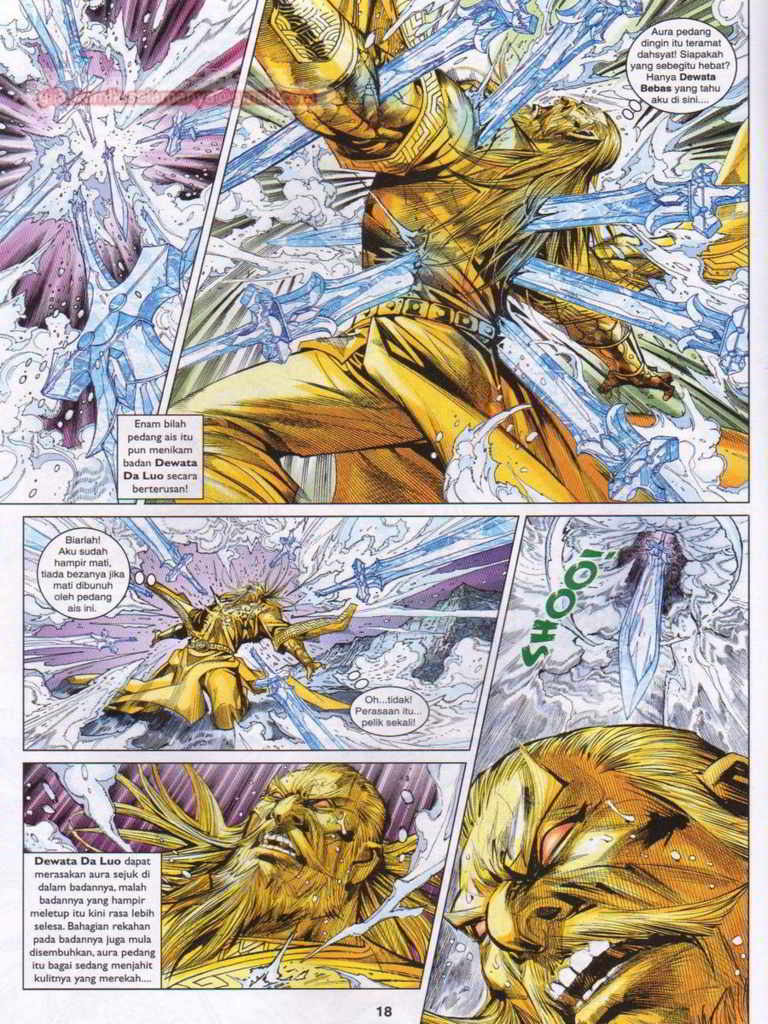 Aura pedang
dingin itu teramat
dahsyat! Siapakah
yang sebegitu hebat?
Hanya Dewata
Bebas yang tahu
aku di sini....
Enam bilah
pedang ais itu
pun menikam
badan Dewata
Da Luo secara
berterusan!
Biarlah!
Aku sudah
hampir mati,
tiada bezanya jika
mati dibunuh
oleh pedang
ais ini.
Oh...tidak!
Perasaan itu...
pelik sekali!
SHOO!
Dewata Da Luo dapat
merasakan aura sejuk di
dalam badannya, malah
badannya yang hampir
meletup itu kini rasa lebih
selesa. Bahagian rekahan
pada badannya juga mula
disembuhkan, aura pedang
itu bagai sedang menjahit
kulitnya yang merekah....
18